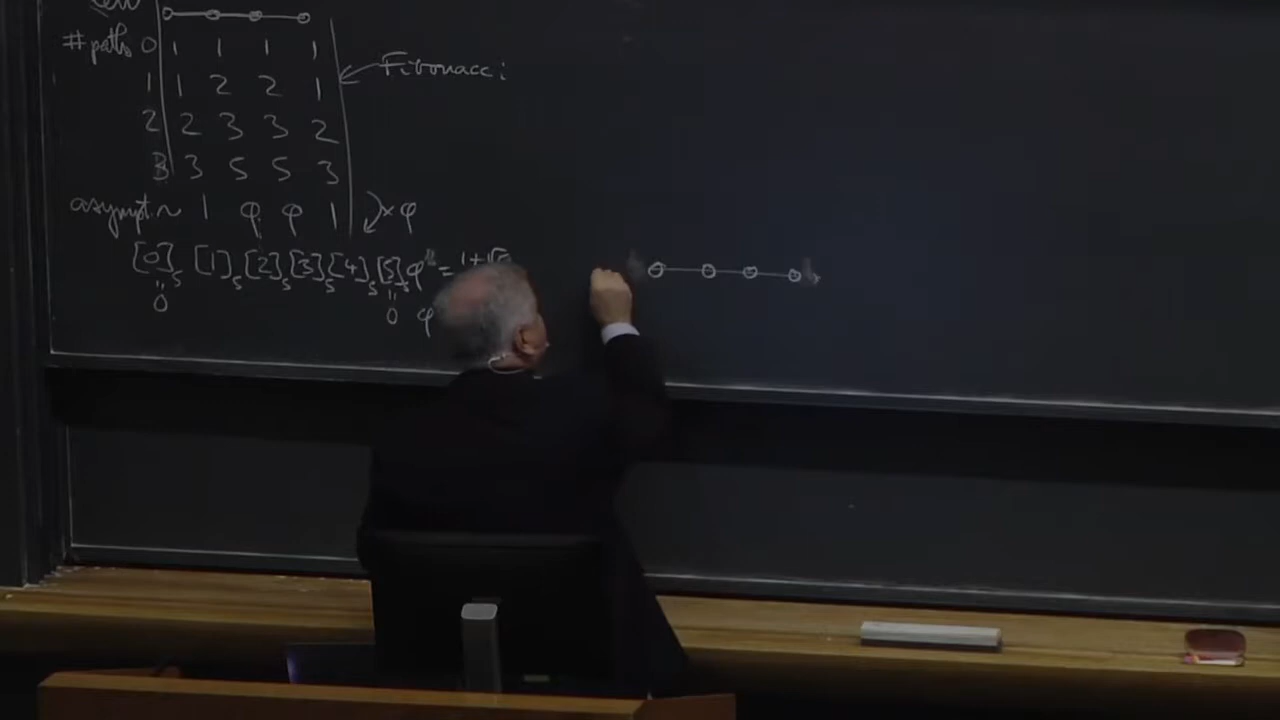 # paths 0 1 1 1 1
1 1 2 2 1
Fibonacci
2 2 3 3 2
3 3 5 5 3
asympt. ~ 1 φ φ 1 × φ
[0]₅ [1]₅ [2]₅ [3]₅ [4]₅ [5]₅ φ = 1+√
" "
0 0 φ